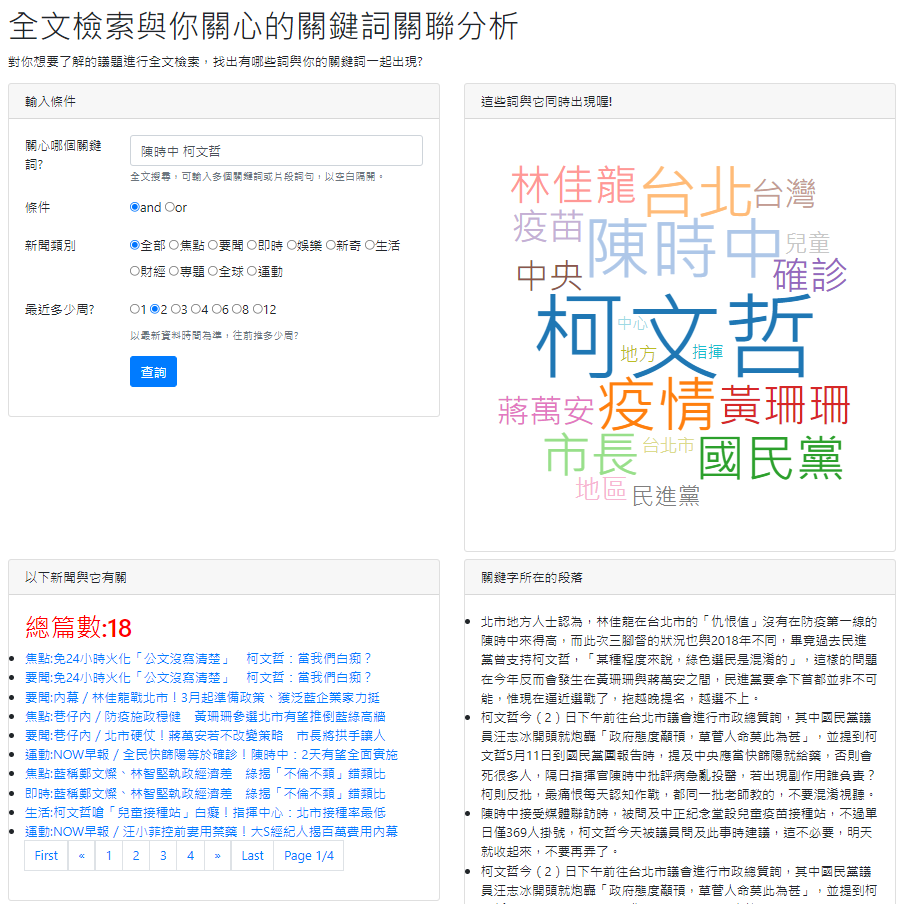 全文檢索與你關心的關鍵詞關聯分析
對你想要了解的議題進行全文檢索，找出有哪些詞與你的關鍵詞一起出現?
輸入條件
關心哪個關鍵
詞?
陳時中 柯文哲
全文搜尋，可輸入多個關鍵詞或片段詞句，以空白隔開。
條件
and or
新聞類別
全部 焦點 要聞 即時 娛樂 新奇 生活
財經 專題 全球 運動
最近多少局?
1 2 3 4 6 8 12
以最新資料時間為準，往前推多少局?
查詢
這些詞與它同時出現喔!
林佳龍
台北
台灣
疫苗
陳時中
兒童
中央
確診
柯文哲
中心
地方
指揮
蔣萬安
疫情
黃珊珊
市長
台北市
國民黨
地區
民進黨
以下新聞與它有關
總篇數:18
焦點:免24小時火化「公文沒寫清楚」 柯文哲：當我們白痴？
要聞:免24小時火化「公文沒寫清楚」 柯文哲：當我們白痴？
要聞:內幕／林佳龍戰北市！3月起準備政策、獲泛藍企業家力挺
焦點:巷仔內／防疫施政穩健 黃珊珊參選北市有望推倒藍綠高牆
要聞:巷仔內／北市硬仗！蔣萬安若不改變策略 市長將拱手讓人
運動:NOW早報／全民快篩陽等於確診！陳時中：2天有望全面實施
焦點:藍稱鄭文燦、林智堅執政經濟差 綠揭「不倫不類」錯類比
即時:藍稱鄭文燦、林智堅執政經濟差 綠揭「不倫不類」錯類比
生活:柯文哲嗆「兒童接種站」白癡！指揮中心：北市接種率最低
運動:NOW早報／汪小菲控前妻用禁藥！大S經紀人揭百萬費用內幕
First « 1 2 3 4 » Last Page 1/4
關鍵字所在的段落
北市地方人士認為，林佳龍在台北市的「仇恨值」沒有在防疫第一線的
陳時中來得高，而此次三腳督的狀況也與2018年不同，畢竟過去民進
黨曾支持柯文哲，「某種程度來說，綠色選民是混淆的」，這樣的問題
在今年反而會發生在黃珊珊與蔣萬安之間，民進黨要拿下首都並非不可
能，惟現在逼近選戰了，拖越晚提名，越選不上。
柯文哲今（2）日下午前往台北市議會進行市政總質詢，其中國民黨議
員汪志冰開頭就炮轟「政府態度顢頇，草菅人命莫此為甚」，並提到柯
文哲5月11日到國民黨團報告時，提及中央應當快篩陽就給藥，否則會
死很多人，隔日指揮官陳時中批評病急亂投醫，若出現副作用誰負責？
柯則反批，最痛恨每天認知作戰，都同一批老師教的，不要混淆視聽。
陳時中接受媒體聯訪時，被問及中正紀念堂設兒童疫苗接種站，不過單
日僅369人掛號，柯文哲今天被議員問及此事時建議，這不必要，明天
就收起來，不要再弄了。
柯文哲今（2）日下午前往台北市議會進行市政總質詢，其中國民黨議
員汪志冰開頭就炮轟「政府態度顢頇，草菅人命莫此為甚」，並提到柯